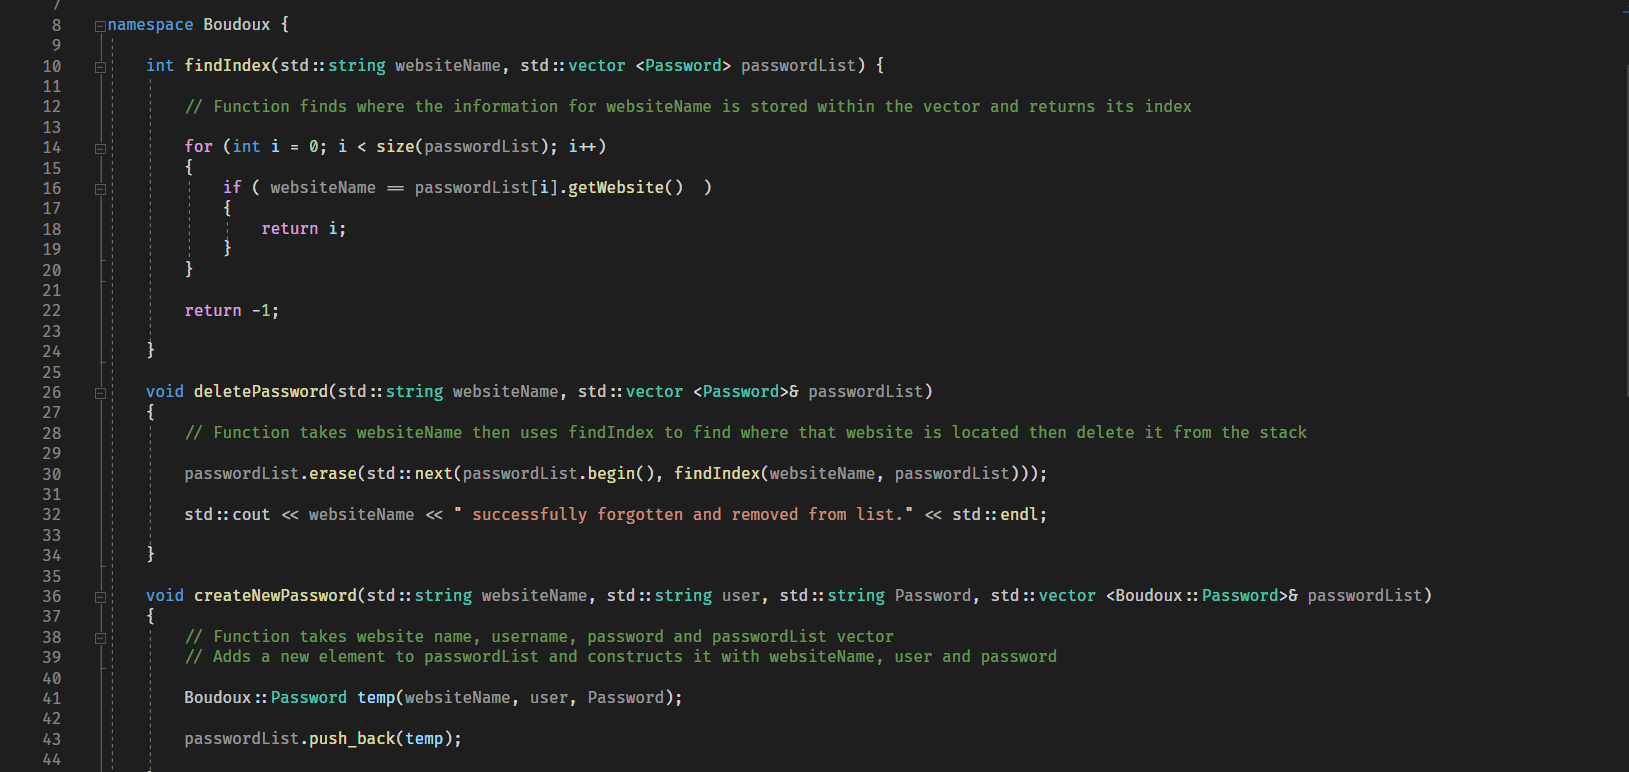 7
8 namespace Boudoux {
9
10 int findIndex(std::string websiteName, std::vector <Password> passwordList) {
11
12 // Function finds where the information for websiteName is stored within the vector and returns its index
13
14 for (int i = 0; i < size(passwordList); i++)
15 {
16 if ( websiteName == passwordList[i].getWebsite()  )
17 {
18 return i;
19 }
20 }
21
22 return -1;
23
24 }
25
26 void deletePassword(std::string websiteName, std::vector <Password>& passwordList)
27 {
28 // Function takes websiteName then uses findIndex to find where that website is located then delete it from the stack
29
30 passwordList.erase(std::next(passwordList.begin(), findIndex(websiteName, passwordList)));
31
32 std::cout << websiteName << " successfully forgotten and removed from list." << std::endl;
33
34 }
35
36 void createNewPassword(std::string websiteName, std::string user, std::string Password, std::vector <Boudoux::Password>& passwordList)
37 {
38 // Function takes website name, username, password and passwordList vector
39 // Adds a new element to passwordList and constructs it with websiteName, user and password
40
41 Boudoux::Password temp(websiteName, user, Password);
42
43 passwordList.push_back(temp);
44